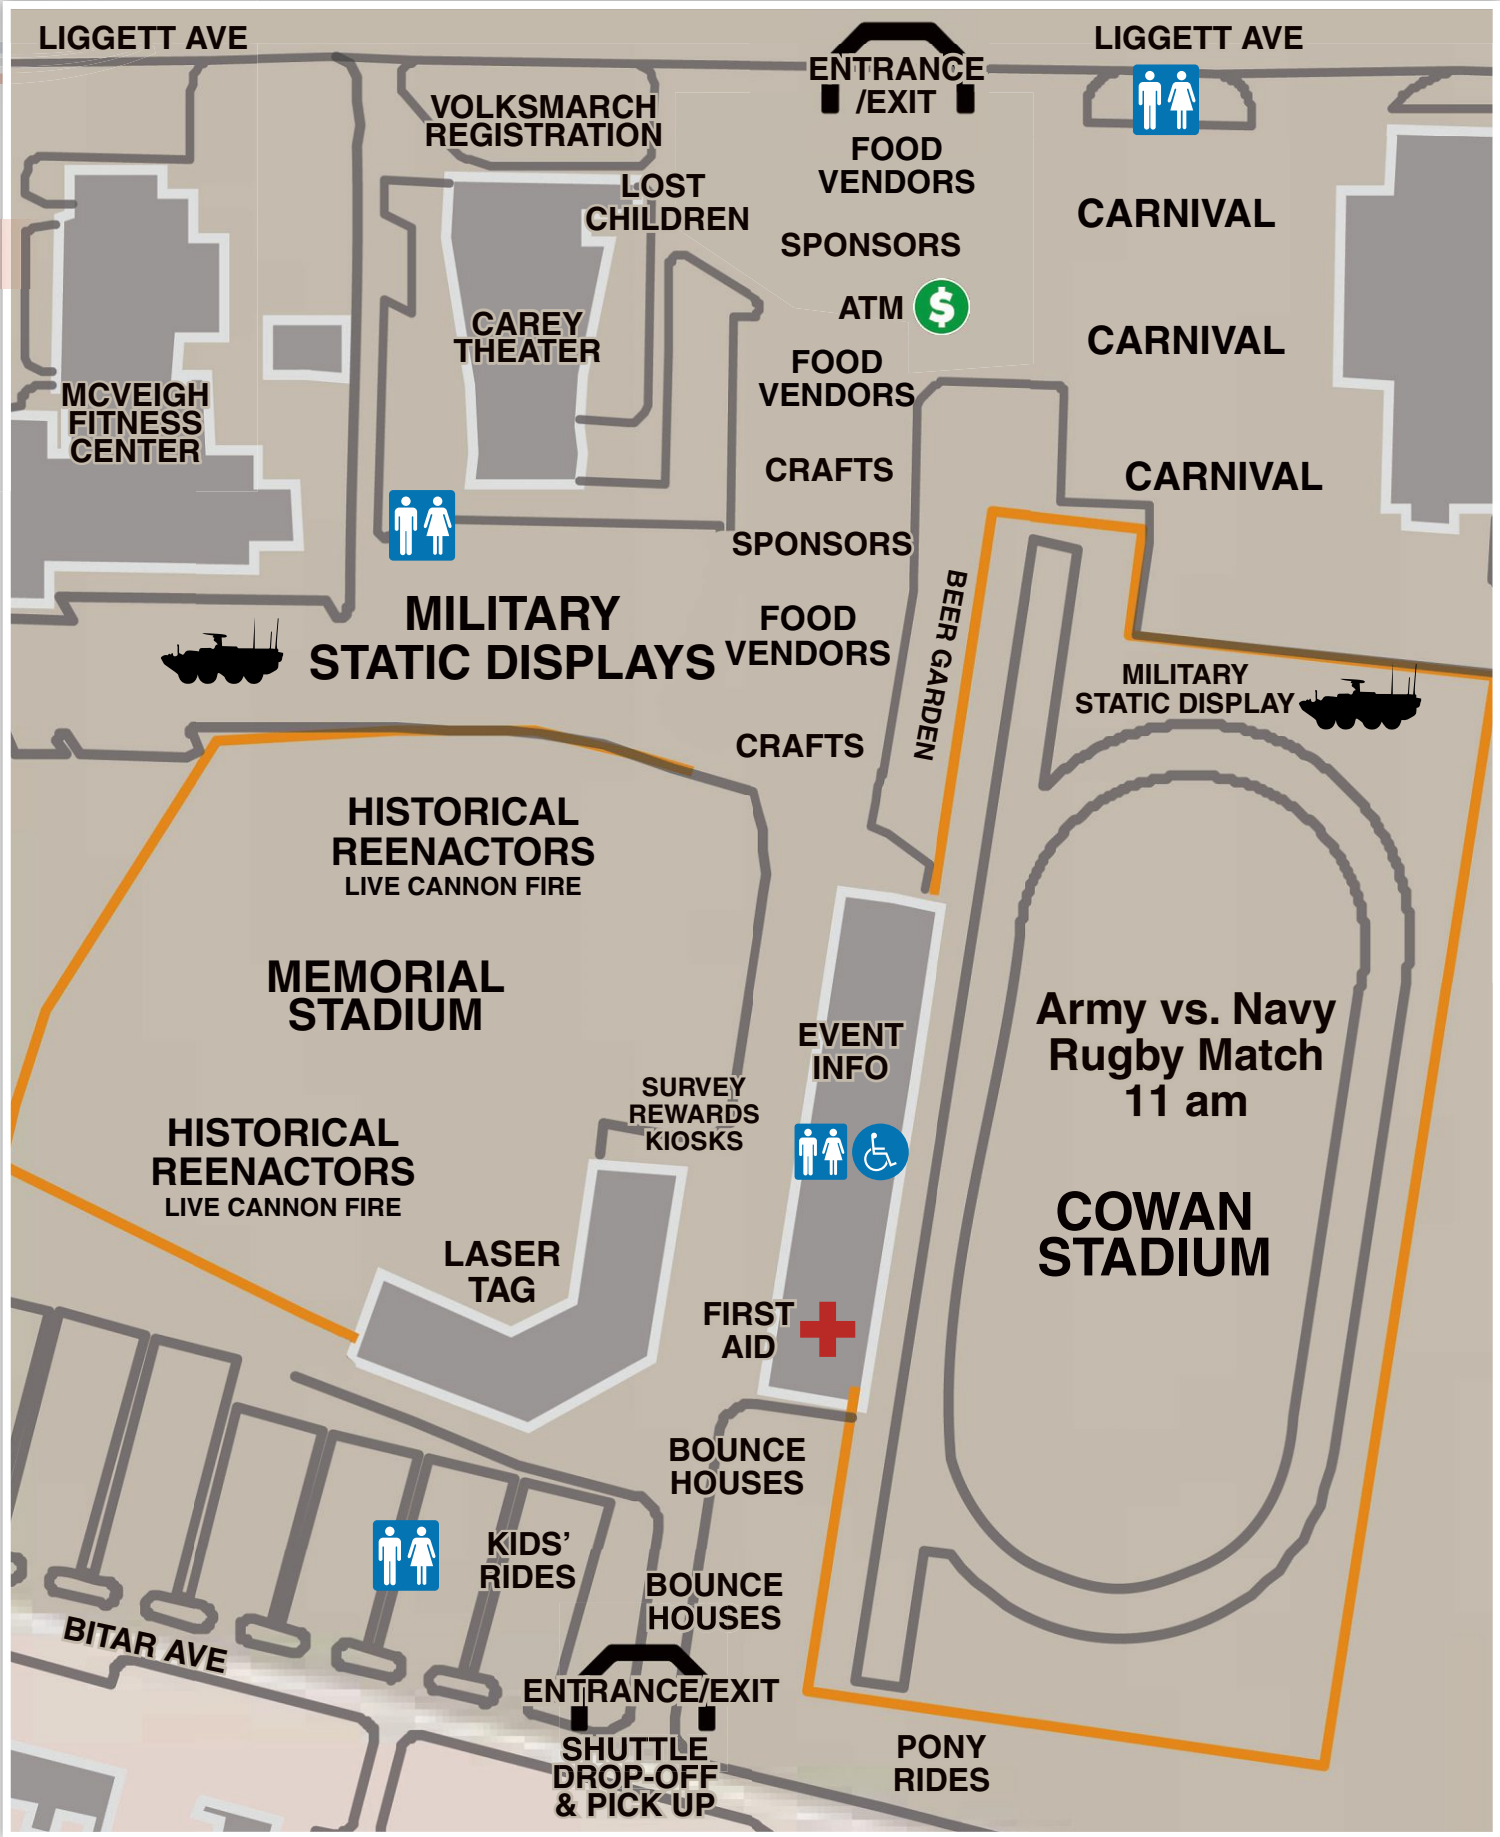 LIGGETT AVE
LIGGETT AVE
ENTRANCE
/EXIT
VOLKSMARCH
REGISTRATION
FOOD
VENDORS
LOST
CHILDREN
CARNIVAL
SPONSORS
ATM
$
CAREY
THEATER
CARNIVAL
FOOD
VENDORS
MCVEIGH
FITNESS
CENTER
CRAFTS
CARNIVAL
SPONSORS
MILITARY
STATIC DISPLAYS
FOOD
VENDORS
BEER GARDEN
MILITARY
STATIC DISPLAY
CRAFTS
HISTORICAL
REENACTORS
LIVE CANNON FIRE
MEMORIAL
STADIUM
Army vs. Navy
Rugby Match
11 am
EVENT
INFO
SURVEY
REWARDS
KIOSKS
HISTORICAL
REENACTORS
LIVE CANNON FIRE
COWAN
STADIUM
LASER
TAG
FIRST
AID
BOUNCE
HOUSES
KIDS'
RIDES
BOUNCE
HOUSES
BITAR AVE
ENTRANCE/EXIT
SHUTTLE
DROP-OFF
& PICK UP
PONY
RIDES